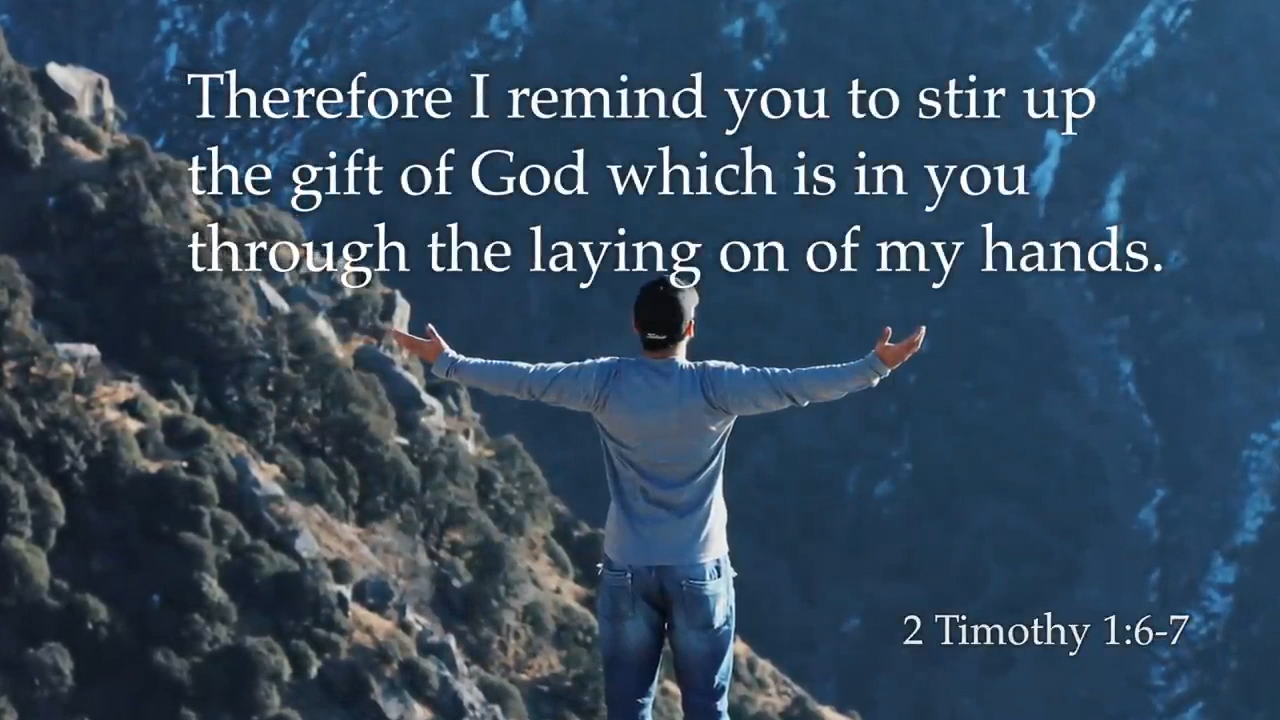 Therefore I remind you to stir up
the gift of God which is in you
through the laying on of my hands.
2 Timothy 1:6-7